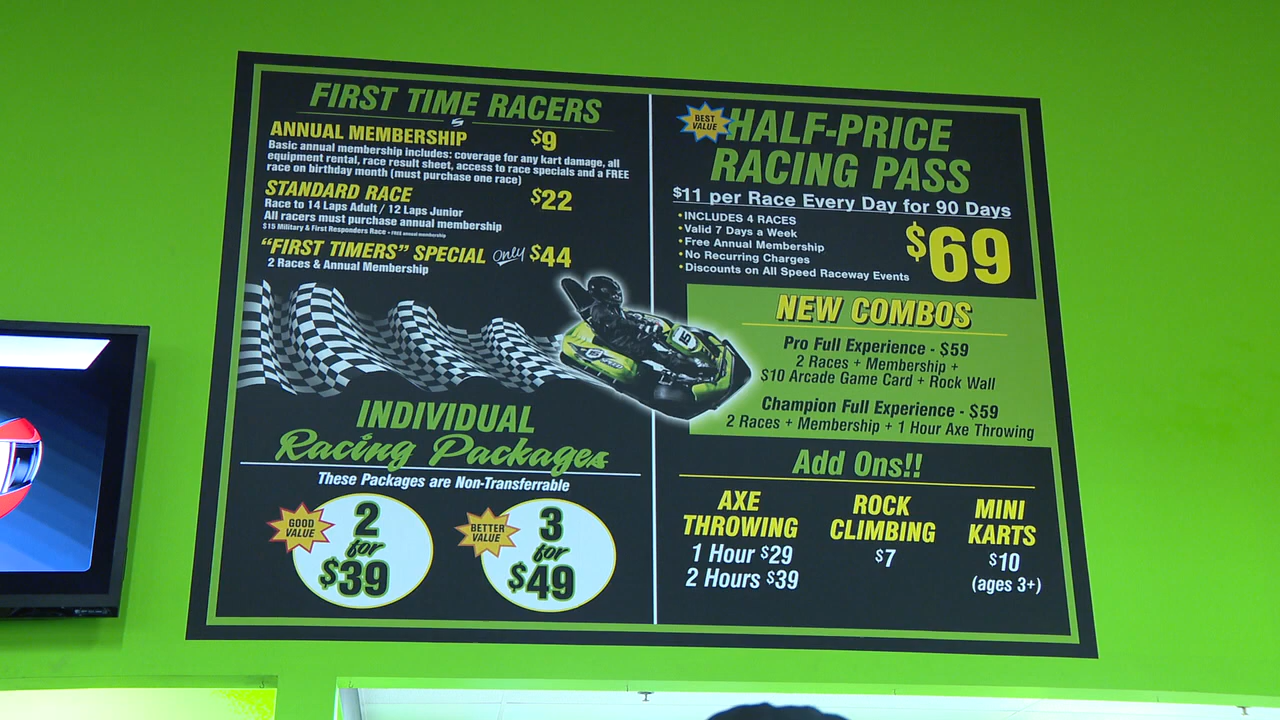 FIRST TIME RACERS
ANNUAL MEMBERSHIP $9
Basic annual membership includes: coverage for any kart damage, all
equipment rental, race result sheet, access to race specials and a FREE
race on birthday month (must purchase one race)
STANDARD RACE $22
Race to 14 Laps Adult / 12 Laps Junior
All racers must purchase annual membership
$15 Military & First Responders Race + FREE annual membership
"FIRST TIMERS" SPECIAL Only $44
2 Races & Annual Membership
INDIVIDUAL
Racing Packages
These Packages are Non-Transferrable
GOOD
VALUE
2
for
$39
BETTER
VALUE
3
for
$49
BEST
VALUE
HALF-PRICE
RACING PASS
$11 per Race Every Day for 90 Days
• INCLUDES 4 RACES
• Valid 7 Days a Week
• Free Annual Membership
• No Recurring Charges
• Discounts on All Speed Raceway Events
$69
NEW COMBOS
Pro Full Experience - $59
2 Races + Membership +
$10 Arcade Game Card + Rock Wall
Champion Full Experience - $59
2 Races + Membership + 1 Hour Axe Throwing
Add Ons!!
AXE
THROWING
1 Hour $29
2 Hours $39
ROCK
CLIMBING
$7
MINI
KARTS
$10
(ages 3+)